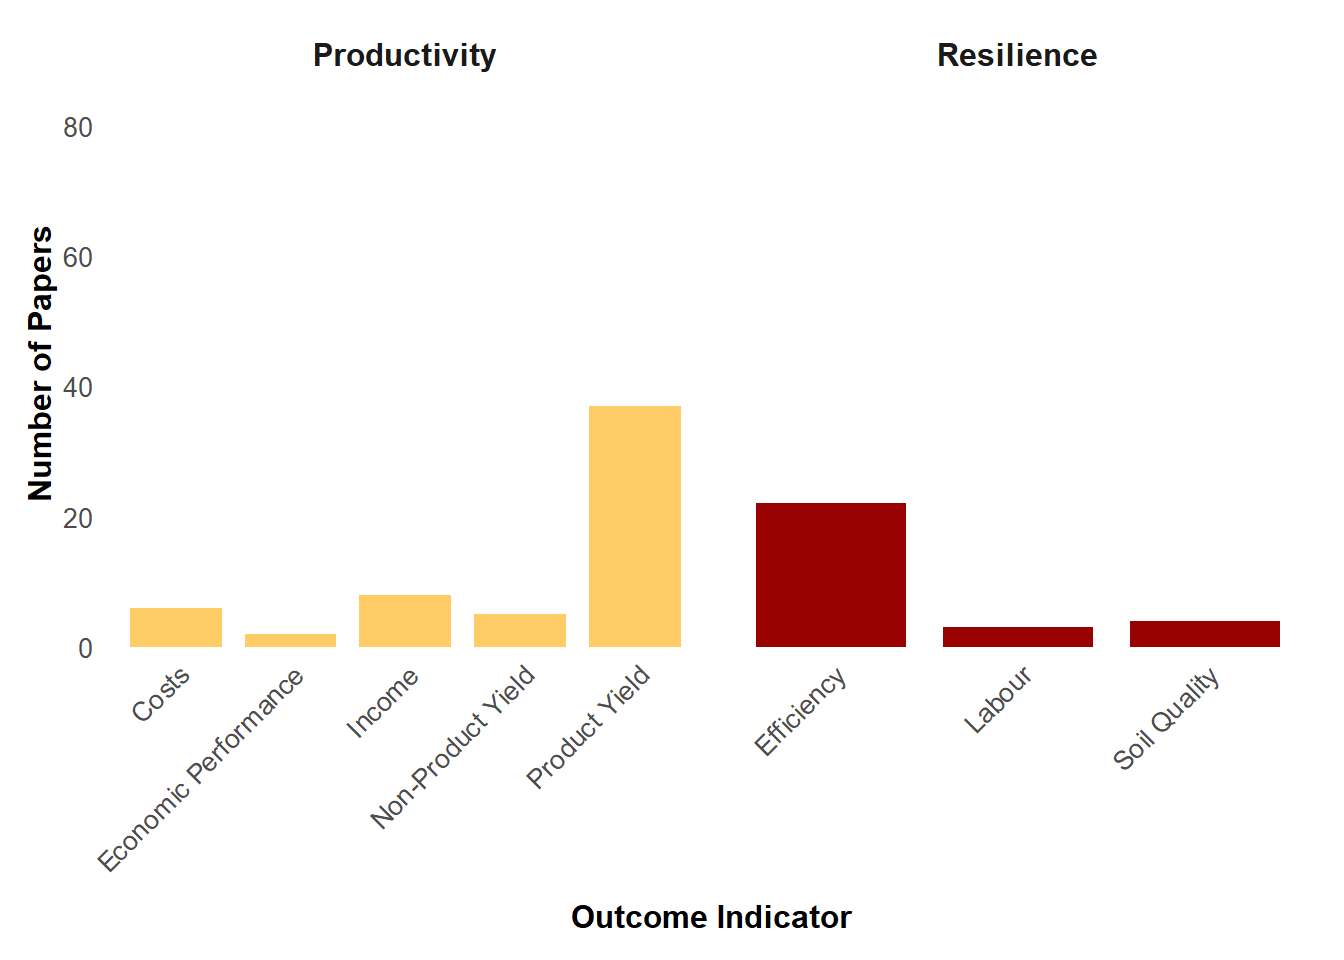 Productivity
Resilience
Number of Papers
80
60
40
20
0
Costs
Economic Performance
Income
Non-Product Yield
Product Yield
Efficiency
Labour
Soil Quality
Outcome Indicator